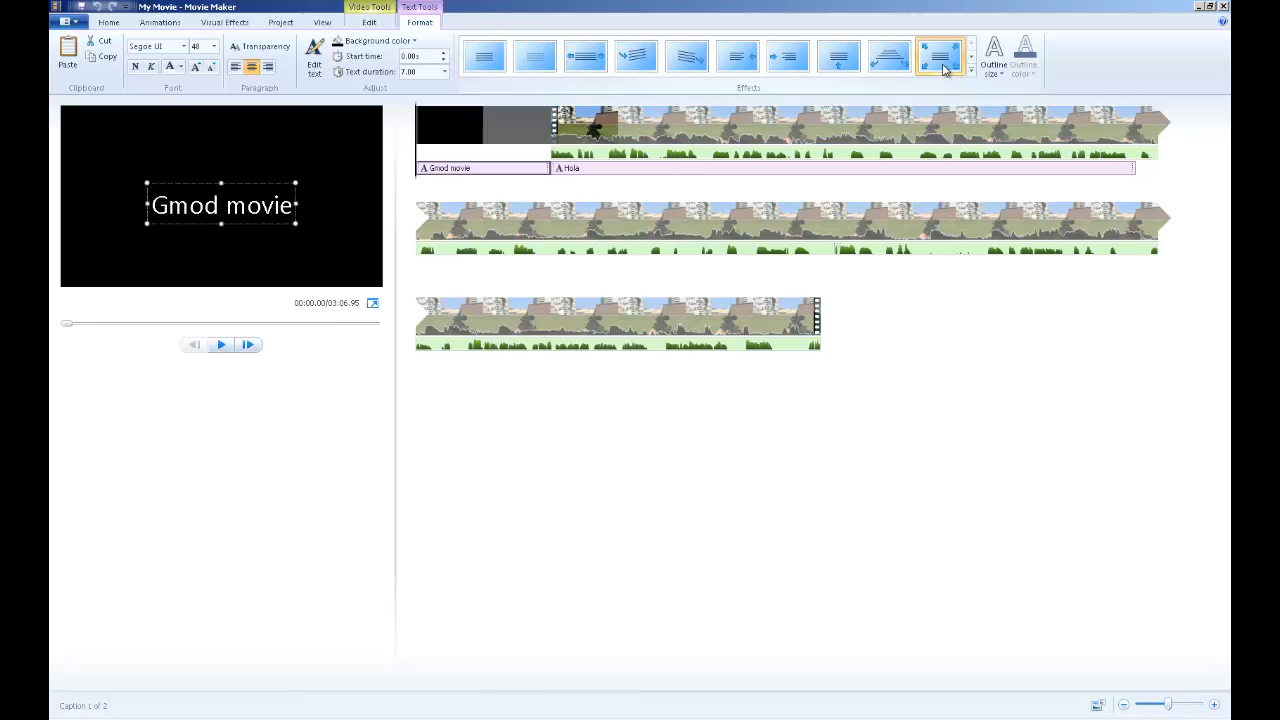 My Movie - Movie Maker
Video Tools
Text Tools
Home
Animations
Visual Effects
Project
View
Edit
Format
Paste
Cut
Copy
Clipboard
Segoe UI
48
Transparency
N K A A A
Font
Paragraph
Edit text
Background color
Start time: 0.00s
Text duration: 7.00
Adjust
Effects
Outline size
Outline color
Gmod movie
00:00.00/03:06.95
A Gmod movie
A Hola
Caption 1 of 2